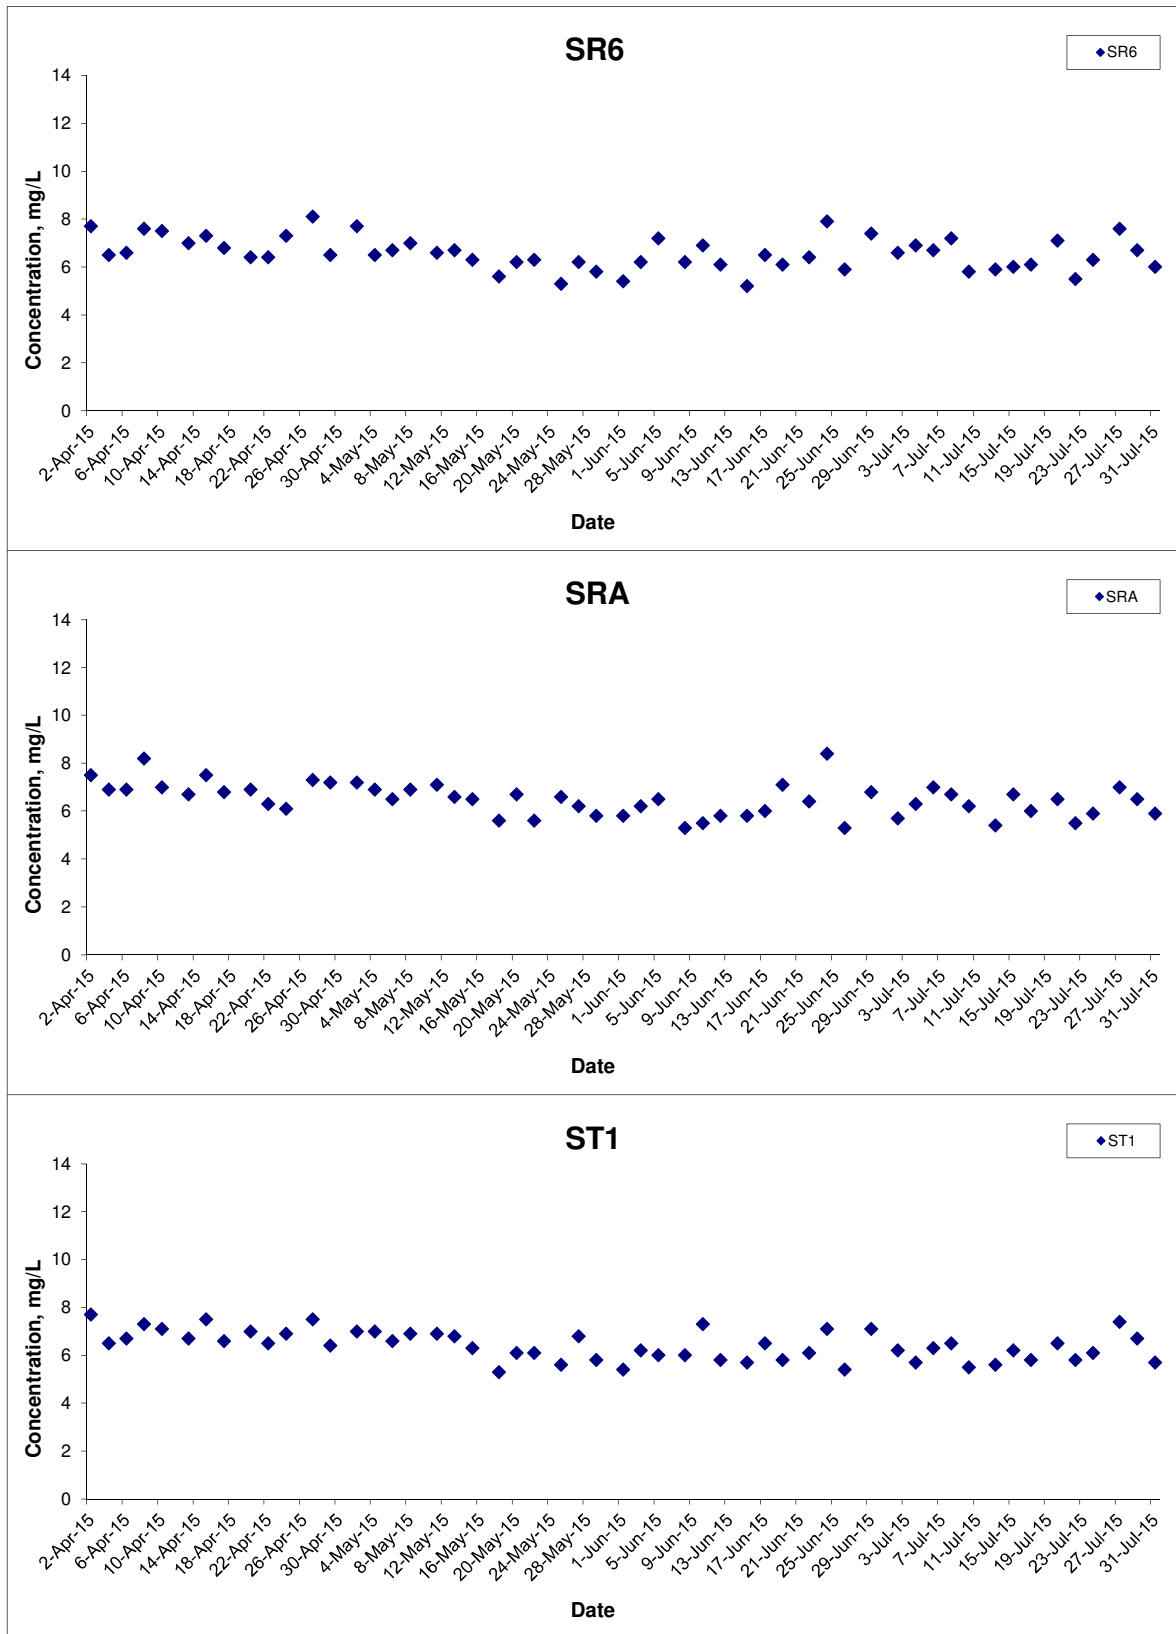 SR6
SR6
14
12
10
8
6
4
2
0
Concentration, mg/L
2-Apr-15 6-Apr-15 10-Apr-15 14-Apr-15 18-Apr-15 22-Apr-15 26-Apr-15 30-Apr-15 4-May-15 8-May-15 12-May-15 16-May-15 20-May-15 24-May-15 28-May-15 1-Jun-15 5-Jun-15 9-Jun-15 13-Jun-15 17-Jun-15 21-Jun-15 25-Jun-15 29-Jun-15 3-Jul-15 7-Jul-15 11-Jul-15 15-Jul-15 19-Jul-15 23-Jul-15 27-Jul-15 31-Jul-15
Date
SRA
SRA
14
12
10
8
6
4
2
0
Concentration, mg/L
2-Apr-15 6-Apr-15 10-Apr-15 14-Apr-15 18-Apr-15 22-Apr-15 26-Apr-15 30-Apr-15 4-May-15 8-May-15 12-May-15 16-May-15 20-May-15 24-May-15 28-May-15 1-Jun-15 5-Jun-15 9-Jun-15 13-Jun-15 17-Jun-15 21-Jun-15 25-Jun-15 29-Jun-15 3-Jul-15 7-Jul-15 11-Jul-15 15-Jul-15 19-Jul-15 23-Jul-15 27-Jul-15 31-Jul-15
Date
ST1
ST1
14
12
10
8
6
4
2
0
Concentration, mg/L
2-Apr-15 6-Apr-15 10-Apr-15 14-Apr-15 18-Apr-15 22-Apr-15 26-Apr-15 30-Apr-15 4-May-15 8-May-15 12-May-15 16-May-15 20-May-15 24-May-15 28-May-15 1-Jun-15 5-Jun-15 9-Jun-15 13-Jun-15 17-Jun-15 21-Jun-15 25-Jun-15 29-Jun-15 3-Jul-15 7-Jul-15 11-Jul-15 15-Jul-15 19-Jul-15 23-Jul-15 27-Jul-15 31-Jul-15
Date